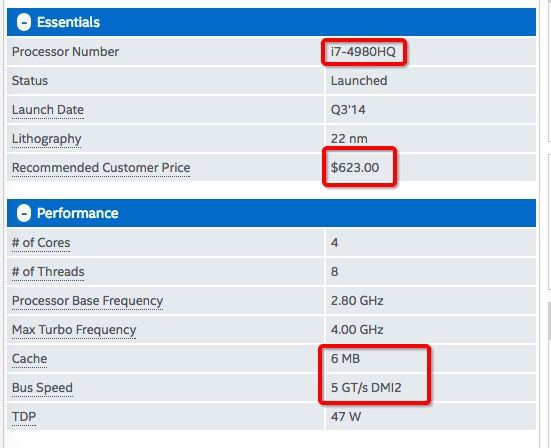 Essentials
Processor Number i7-4980HQ
Status Launched
Launch Date Q3'14
Lithography 22 nm
Recommended Customer Price $623.00
Performance
# of Cores 4
# of Threads 8
Processor Base Frequency 2.80 GHz
Max Turbo Frequency 4.00 GHz
Cache 6 MB
Bus Speed 5 GT/s DMI2
TDP 47 W